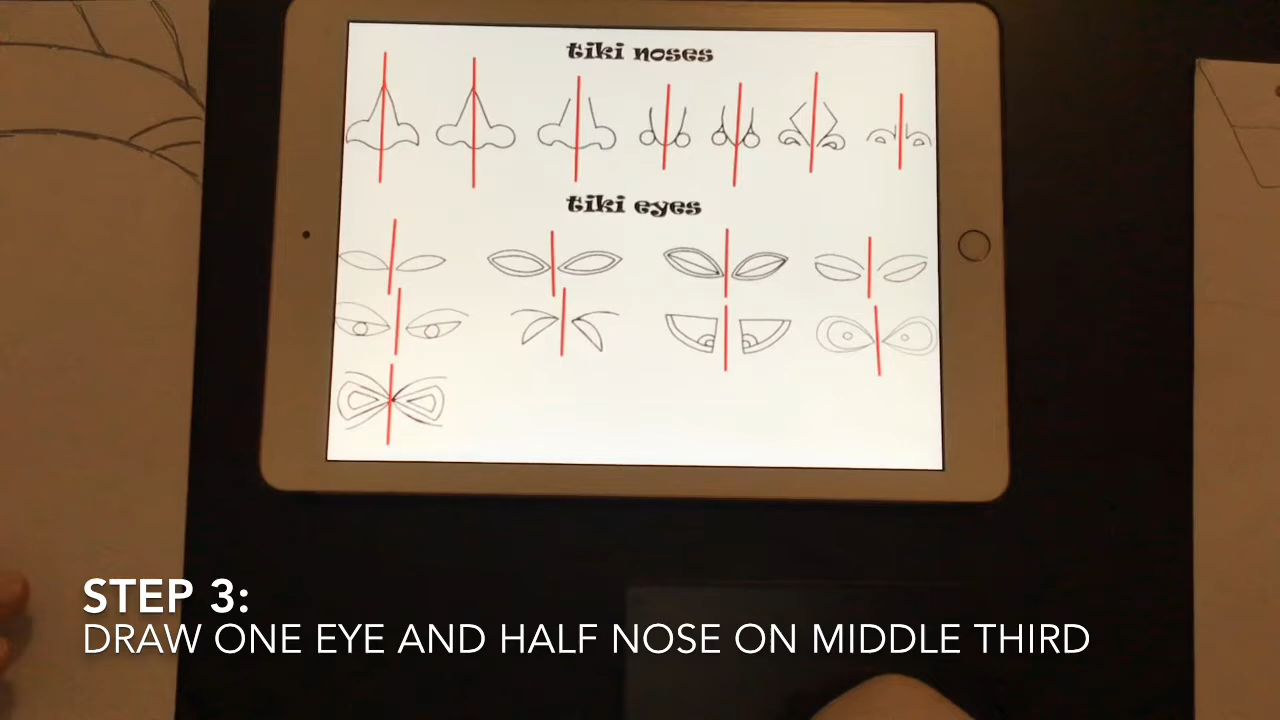 tiki noses
tiki eyes
STEP 3:
DRAW ONE EYE AND HALF NOSE ON MIDDLE THIRD